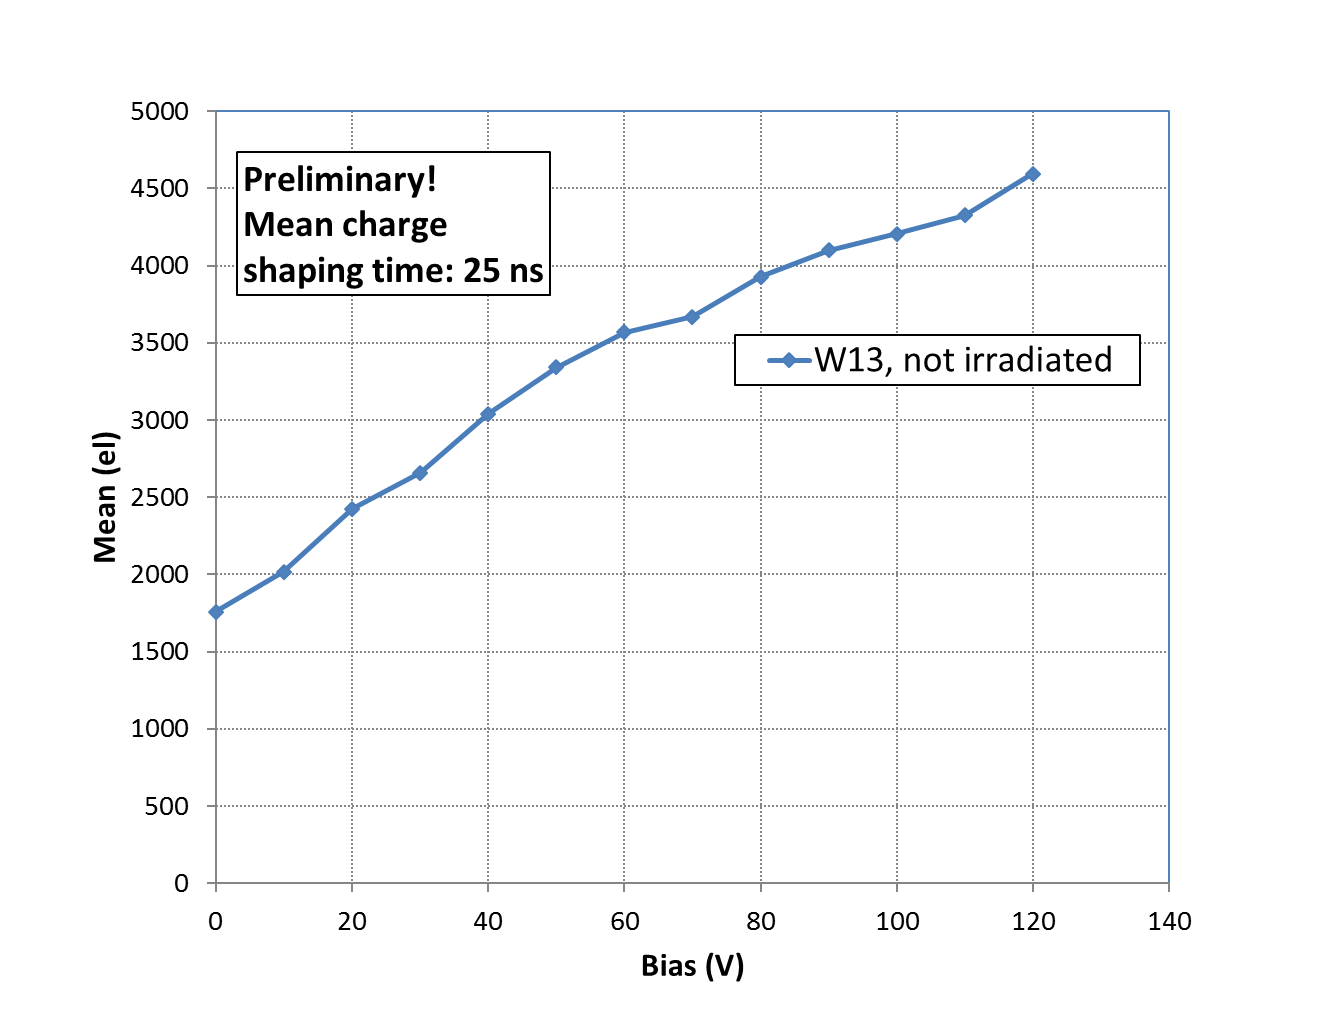 5000
4500
4000
3500
3000
2500
2000
1500
1000
500
0
Mean (el)
Preliminary!
Mean charge
shaping time: 25 ns
W13, not irradiated
0 20 40 60 80 100 120 140
Bias (V)